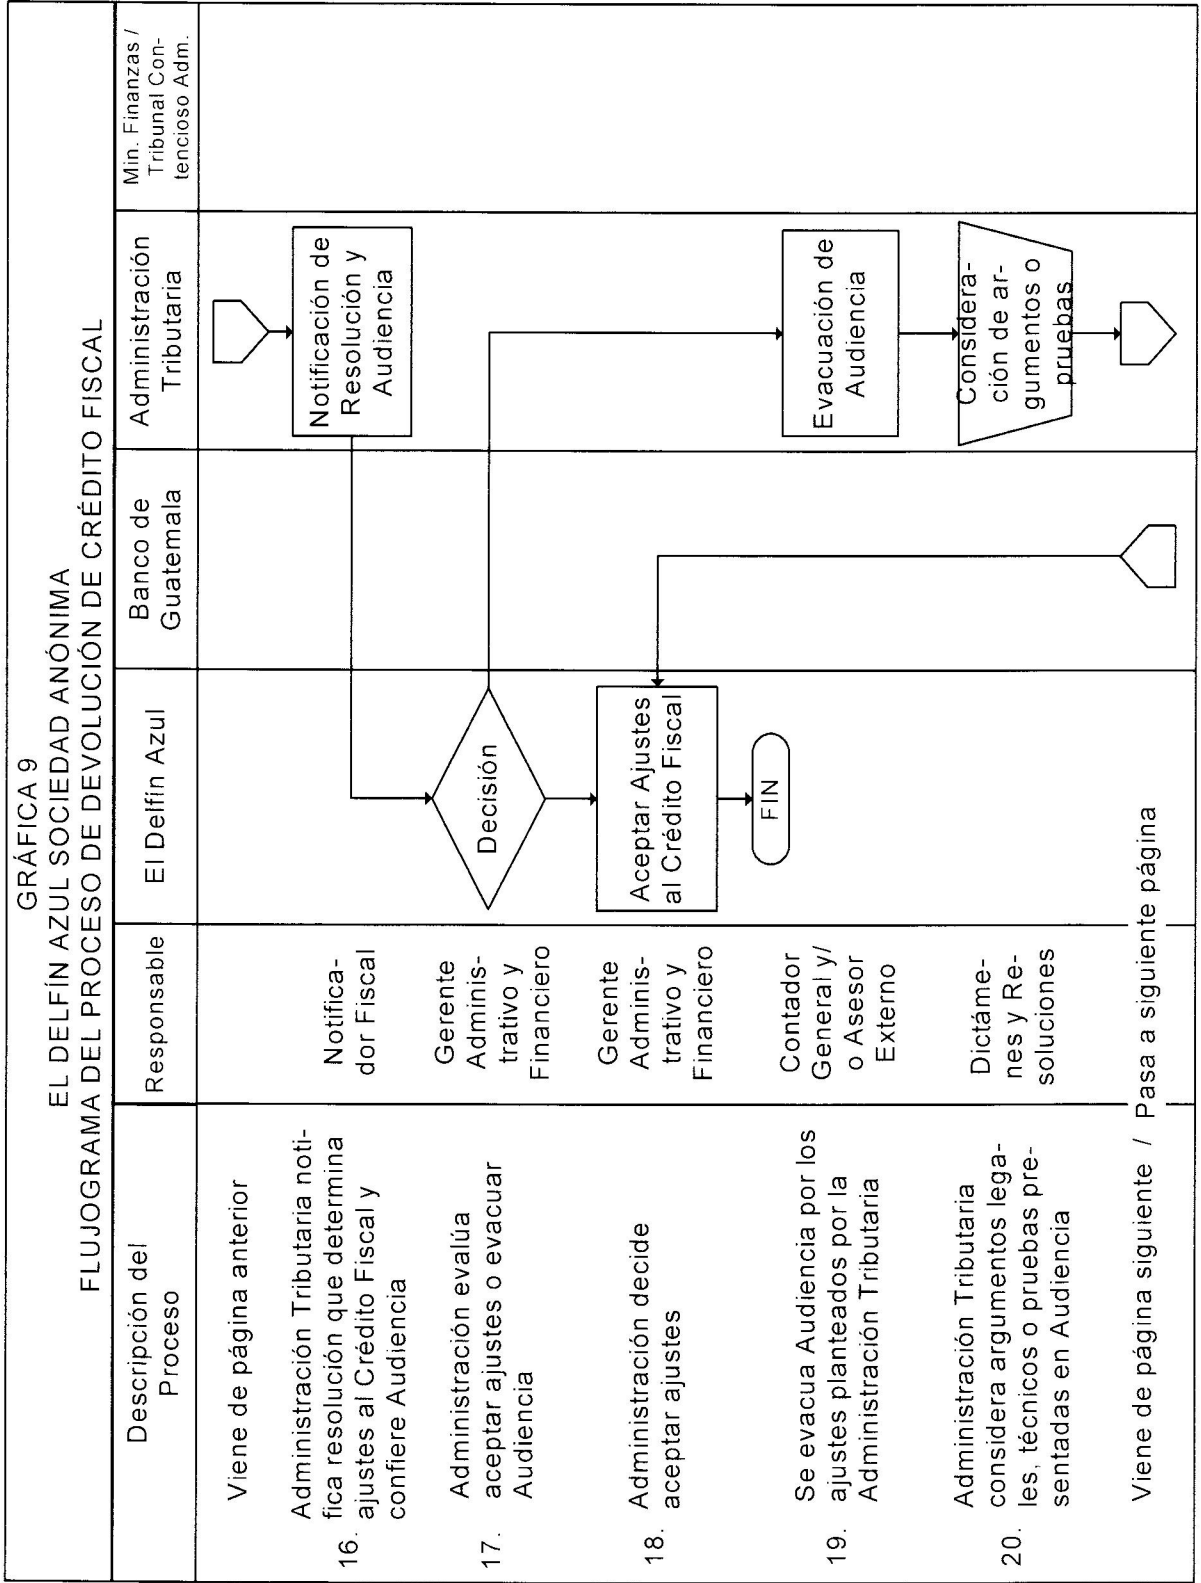 GRÁFICA 9
EL DELFÍN AZUL SOCIEDAD ANÓNIMA
FLUJOGRAMA DEL PROCESO DE DEVOLUCIÓN DE CRÉDITO FISCAL
Descripción del
Proceso
Responsable
El Delfín Azul
Banco de
Guatemala
Administración
Tributaria
Min. Finanzas /
Tribunal Con-
tencioso Adm.
Viene de página anterior
16.
Administración Tributaria noti-
fica resolución que determina
ajustes al Crédito Fiscal y
confiere Audiencia
Notifica-
dor Fiscal
Notificación de
Resolución y
Audiencia
17.
Administración evalúa
aceptar ajustes o evacuar
Audiencia
Gerente
Adminis-
trativo y
Financiero
Decisión
18.
Administración decide
aceptar ajustes
Gerente
Adminis-
trativo y
Financiero
Aceptar Ajustes
al Crédito Fiscal
FIN
19.
Se evacua Audiencia por los
ajustes planteados por la
Administración Tributaria
Contador
General y/
o Asesor
Externo
Evacuación de
Audiencia
20.
Administración Tributaria
considera argumentos lega-
les, técnicos o pruebas pre-
sentadas en Audiencia
Dictáme-
nes y Re-
soluciones
Considera-
ción de ar-
gumentos o
pruebas
Viene de página siguiente / Pasa a siguiente página